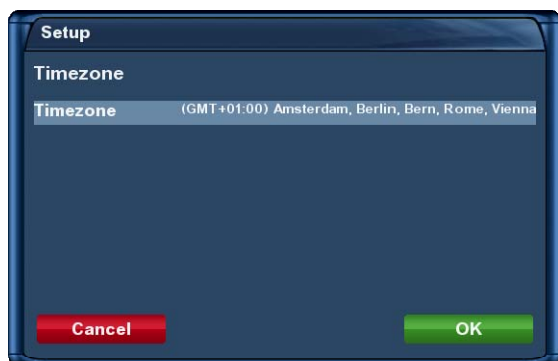 Setup
Timezone
Timezone (GMT+01:00) Amsterdam, Berlin, Bern, Rome, Vienna
Cancel OK